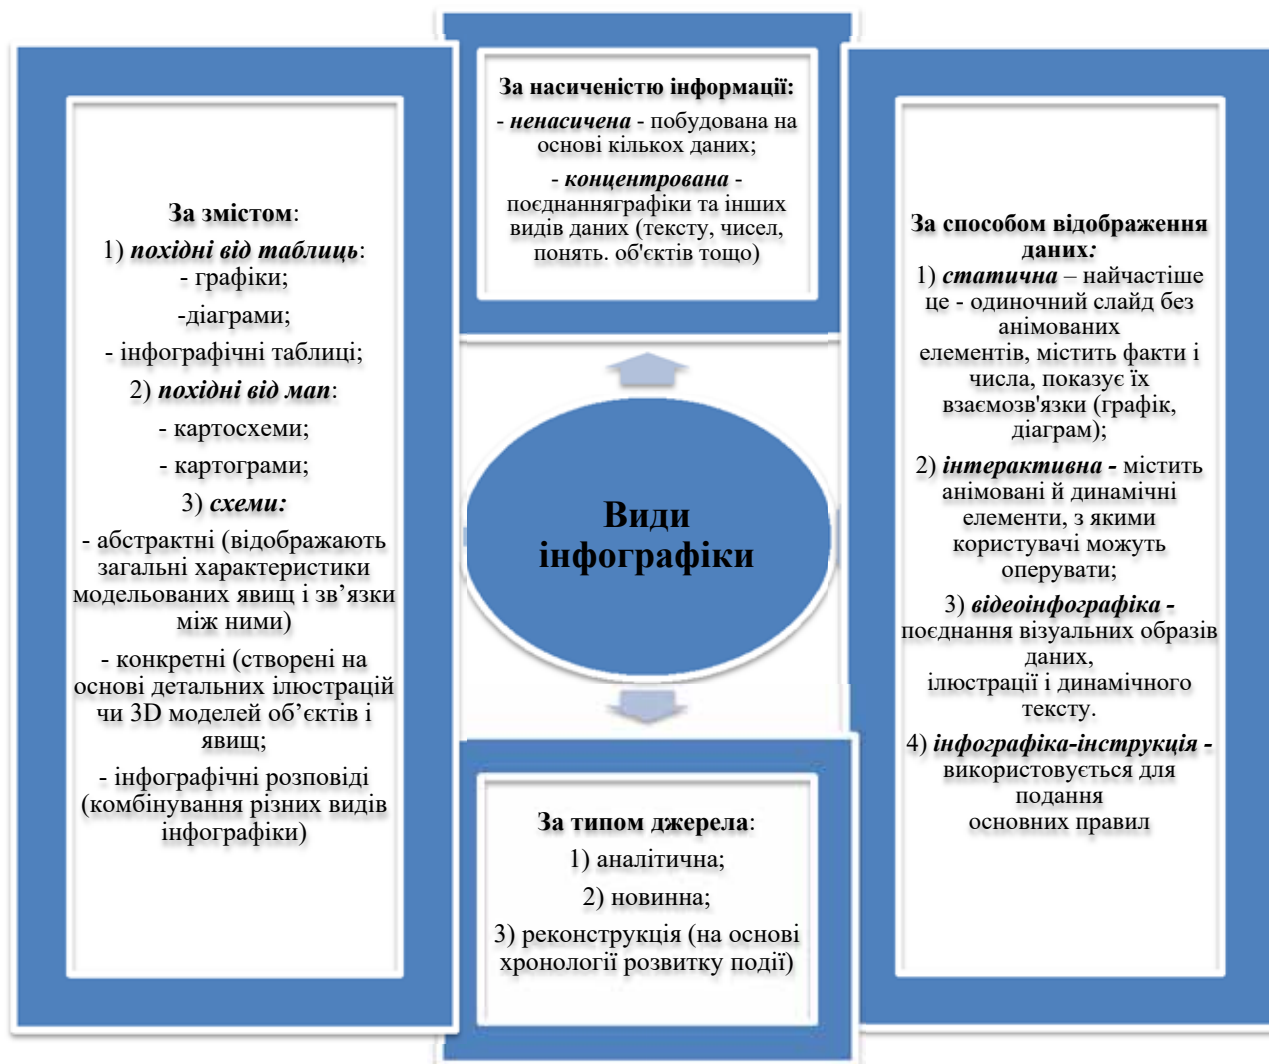 За насиченістю інформації:
- ненасичена - побудована на
основі кількох даних;
- концентрована -
поєднанняграфіки та інших
видів даних (тексту, чисел,
понять. об'єктів тощо)
За змістом:
1) похідні від таблиць:
- графіки;
-діаграми;
- інфографічні таблиці;
2) похідні від мап:
- картосхеми;
- картограми;
3) схеми:
- абстрактні (відображають
загальні характеристики
модельованих явищ і зв’язки
між ними)
- конкретні (створені на
основі детальних ілюстрацій
чи 3D моделей об’єктів і
явищ;
- інфографічні розповіді
(комбінування різних видів
інфографіки)
Види
інфографіки
За способом відображення
даних:
1) статична – найчастіше
це - одиночний слайд без
анімованих
елементів, містить факти і
числа, показує їх
взаємозв'язки (графік,
діаграм);
2) інтерактивна - містить
анімовані й динамічні
елементи, з якими
користувачі можуть
оперувати;
3) відеоінфографіка -
поєднання візуальних образів
даних,
ілюстрації і динамічного
тексту.
4) інфографіка-інструкція -
використовується для
подання
основних правил
За типом джерела:
1) аналітична;
2) новинна;
3) реконструкція (на основі
хронології розвитку події)